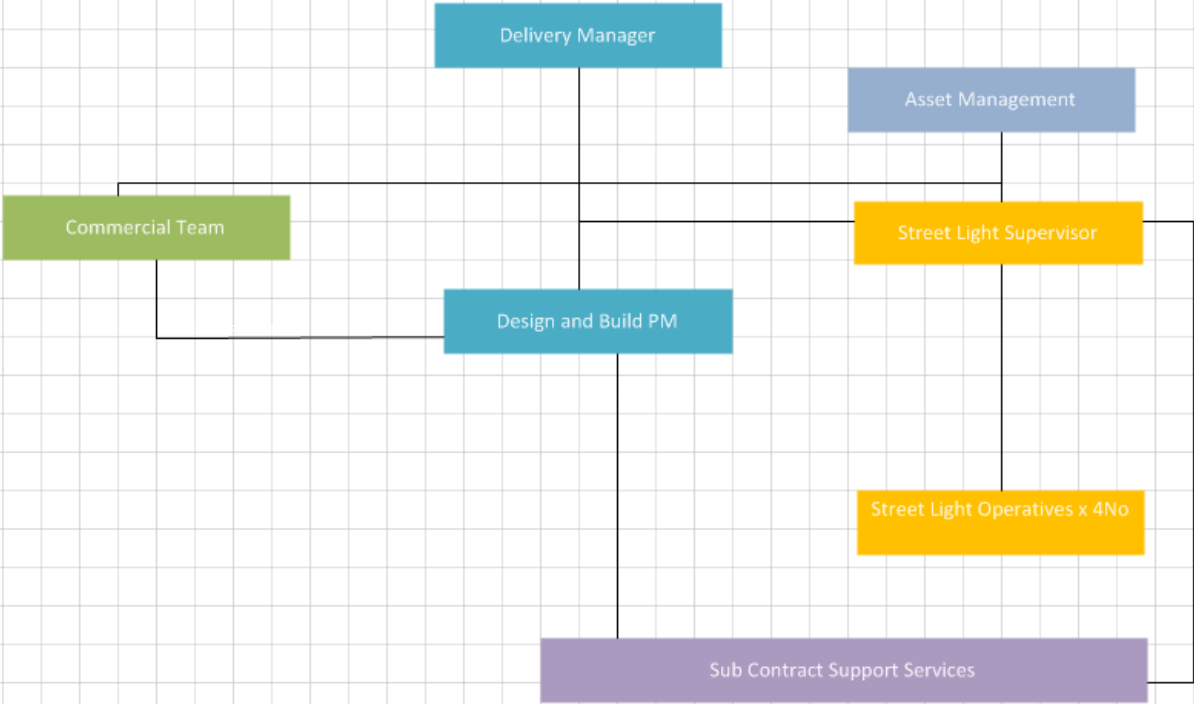 Delivery Manager
Asset Management
Commercial Team
Street Light Supervisor
Design and Build PM
Street Light Operatives x 4No
Sub Contract Support Services